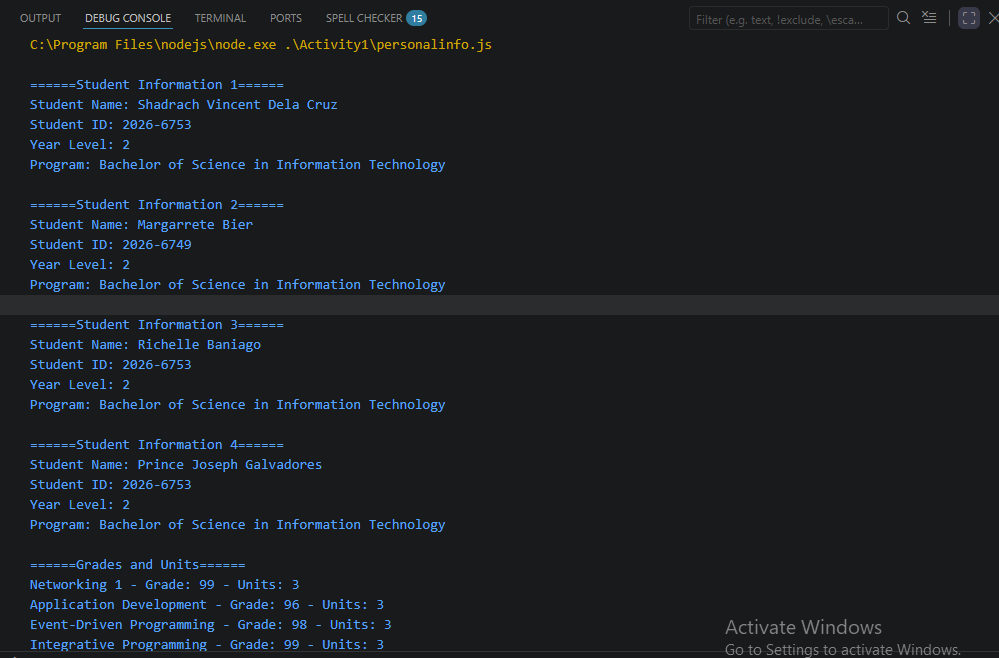 OUTPUT DEBUG CONSOLE TERMINAL PORTS SPELL CHECKER 15 Filter (e.g. text, !exclude, \esca...
C:\Program Files\nodejs\node.exe .\Activity1\personalinfo.js
======Student Information 1======
Student Name: Shadrach Vincent Dela Cruz
Student ID: 2026-6753
Year Level: 2
Program: Bachelor of Science in Information Technology
======Student Information 2======
Student Name: Margarrete Bier
Student ID: 2026-6749
Year Level: 2
Program: Bachelor of Science in Information Technology
======Student Information 3======
Student Name: Richelle Baniago
Student ID: 2026-6753
Year Level: 2
Program: Bachelor of Science in Information Technology
======Student Information 4======
Student Name: Prince Joseph Galvadores
Student ID: 2026-6753
Year Level: 2
Program: Bachelor of Science in Information Technology
======Grades and Units======
Networking 1 - Grade: 99 - Units: 3
Application Development - Grade: 96 - Units: 3
Event-Driven Programming - Grade: 98 - Units: 3
Integrative Programming - Grade: 99 - Units: 3
Activate Windows
Go to Settings to activate Windows.